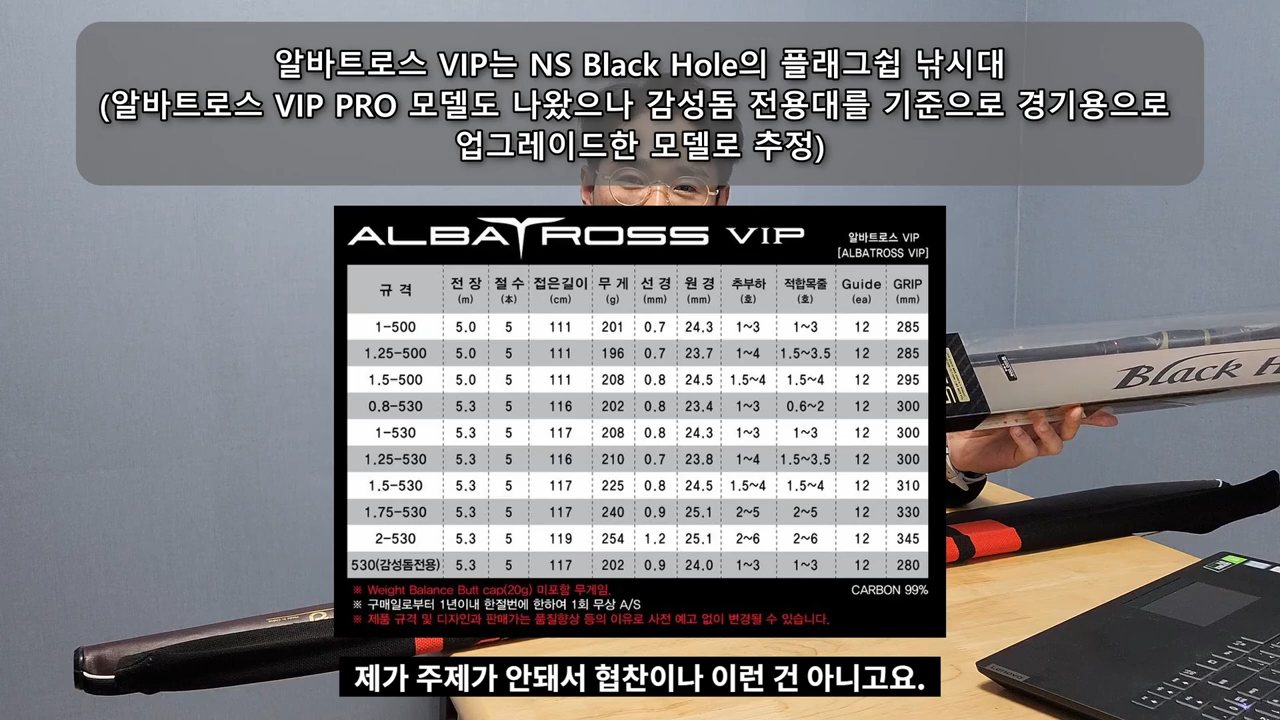 알바트로스 VIP는 NS Black Hole의 플래그쉽 낚시대
(알바트로스 VIP PRO 모델도 나왔으나 감성돔 전용대를 기준으로 경기용으로
업그레이드한 모델로 추정)
ALBATROSS VIP
알바트로스 VIP
[ALBATROSS VIP]
규 격 전 장 (m) 절 수 (本) 접은길이 (cm) 무 게 (g) 선 경 (mm) 원 경 (mm) 추부하 (호) 적합목줄 (호) Guide (ea) GRIP (mm)
1-500 5.0 5 111 201 0.7 24.3 1~3 1~3 12 285
1.25-500 5.0 5 111 196 0.7 23.7 1~4 1.5~3.5 12 285
1.5-500 5.0 5 111 208 0.8 24.5 1.5~4 1.5~4 12 295
0.8-530 5.3 5 116 202 0.8 23.4 1~3 0.6~2 12 300
1-530 5.3 5 117 208 0.8 24.3 1~3 1~3 12 300
1.25-530 5.3 5 116 210 0.7 23.8 1~4 1.5~3.5 12 300
1.5-530 5.3 5 117 225 0.8 24.5 1.5~4 1.5~4 12 310
1.75-530 5.3 5 117 240 0.9 25.1 2~5 2~5 12 330
2-530 5.3 5 119 254 1.2 25.1 2~6 2~6 12 345
530(감성돔전용) 5.3 5 117 202 0.9 24.0 1~3 1~3 12 280
※ Weight Balance Butt cap(20g) 미포함 무게임. CARBON 99%
※ 구매일로부터 1년이내 한절번에 한하여 1회 무상 A/S
※ 제품 규격 및 디자인과 판매가는 품질향상 등의 이유로 사전 예고 없이 변경될 수 있습니다.
Black H
제가 주제가 안돼서 협찬이나 이런 건 아니고요.